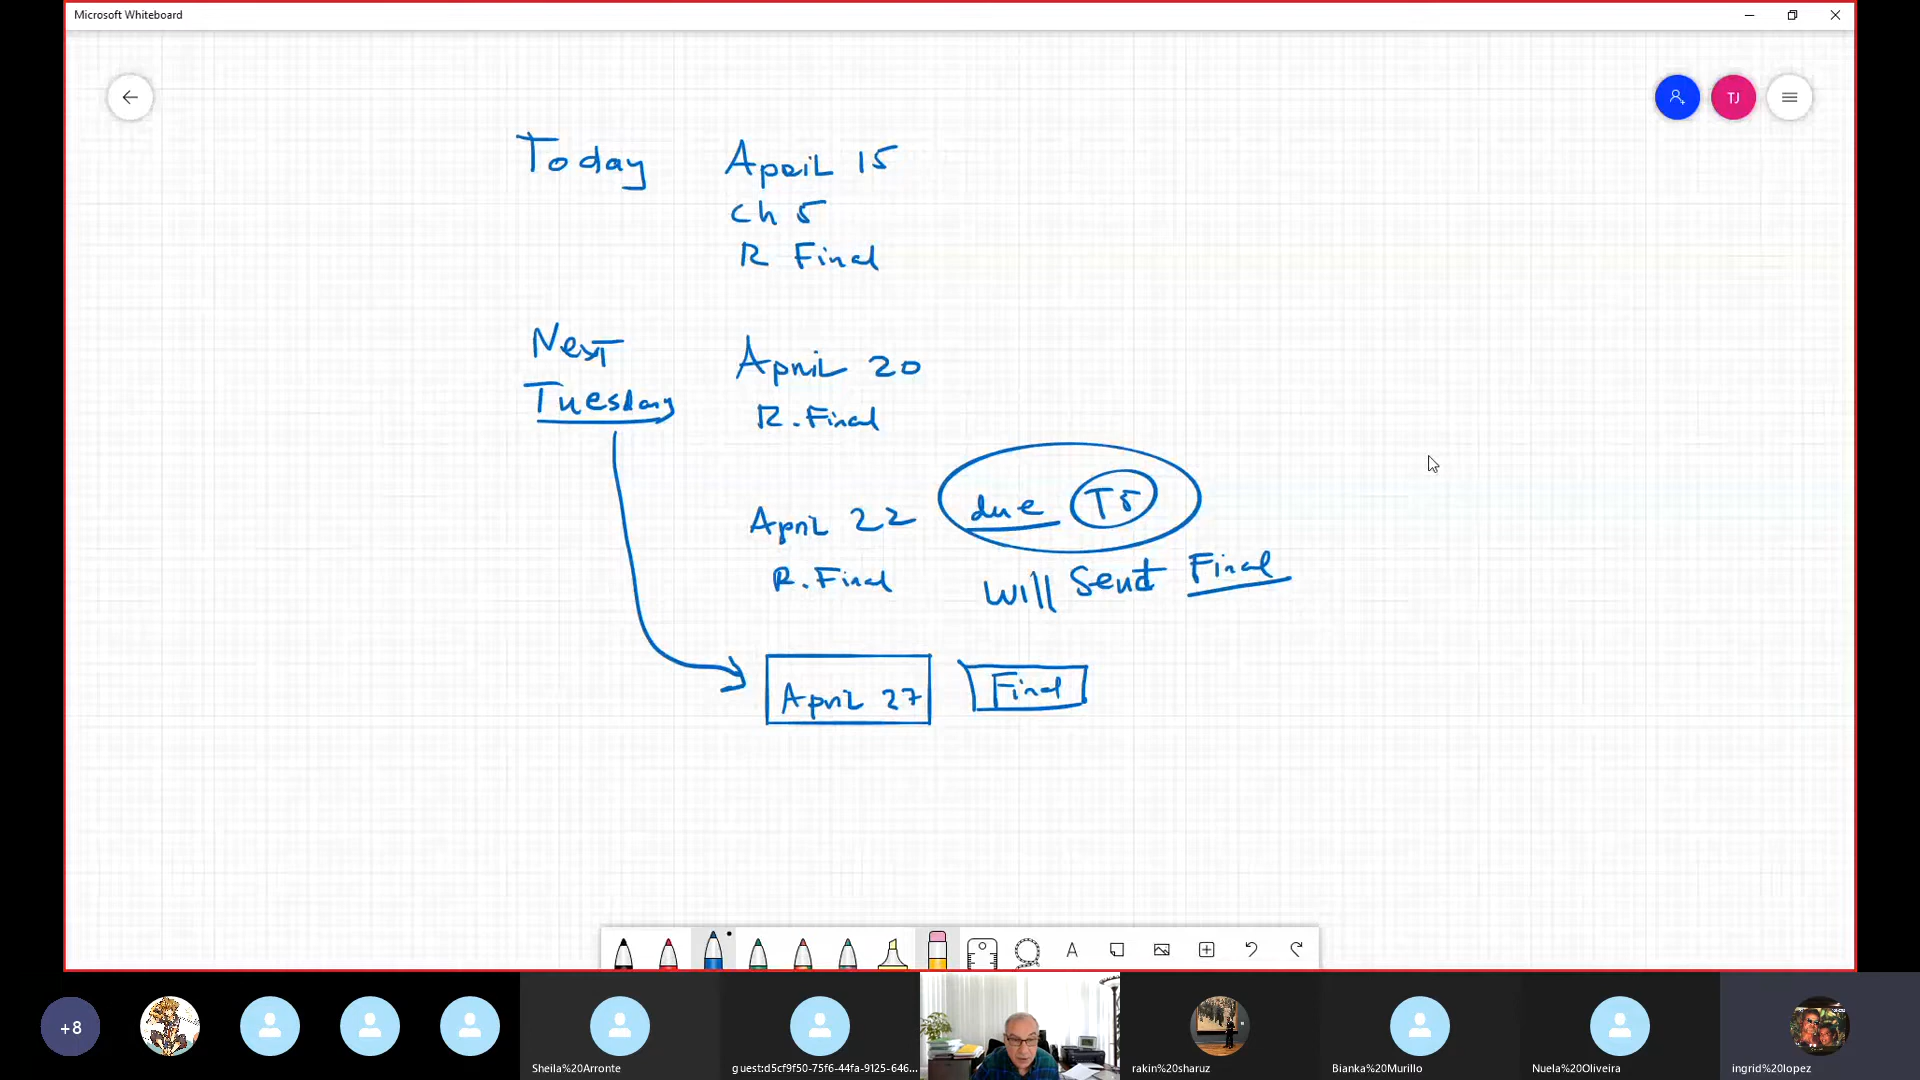 Microsoft Whiteboard
TJ
Today April 15
Ch 5
R Final
Next
Tuesday
April 20
R. Final
April 22 due T5
R. Final will send Final
April 27 Final
A
+8
Sheila%20Arronte
guest:d5cf9f50-75f6-44fa-9125-646...
rakin%20sharuz
Bianka%20Murillo
Nuela%20Oliveira
ingrid%20lopez